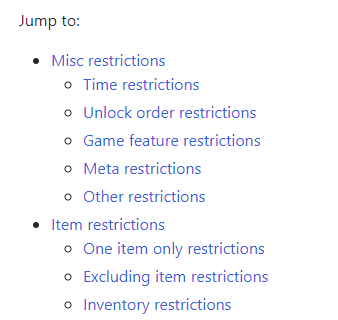 Jump to:
Misc restrictions
Time restrictions
Unlock order restrictions
Game feature restrictions
Meta restrictions
Other restrictions
Item restrictions
One item only restrictions
Excluding item restrictions
Inventory restrictions